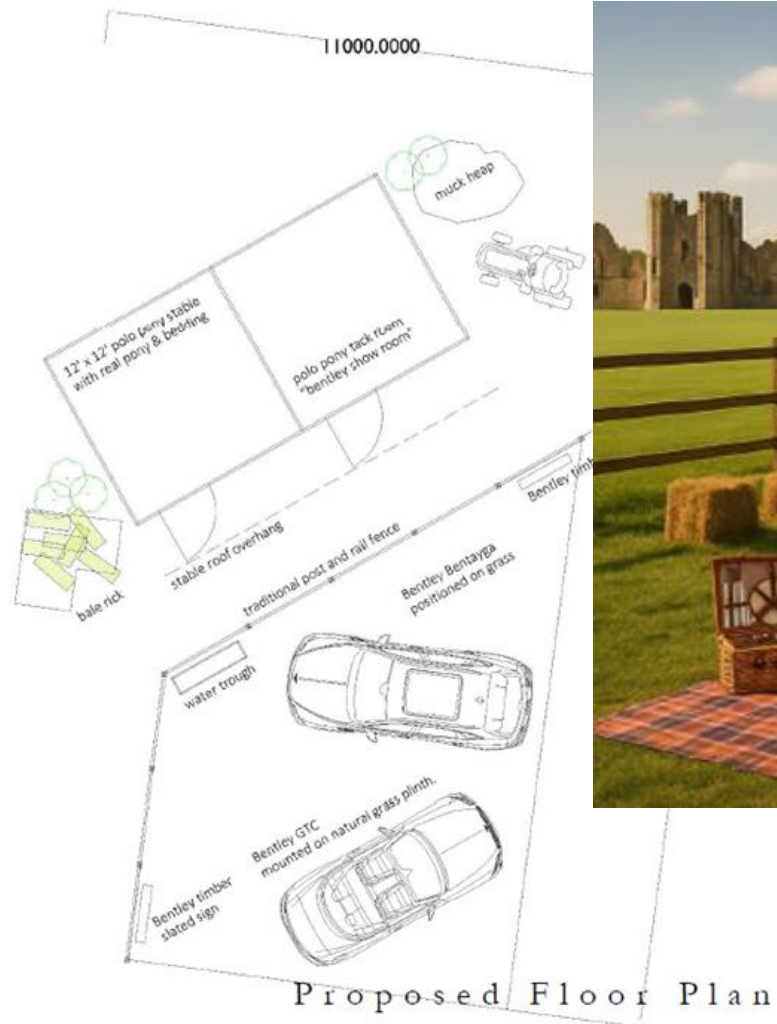 11000.0000
muck heap
12' x 12' polo pony stable
with real pony & bedding
polo pony tack room
"bentley show room"
stable roof overhang
bale rick
traditional post and rail fence
Bentley
Bentley Bentayga
positioned on grass
water trough
Bentley GTC
mounted on natural grass plinth.
Bentley timber
slated sign
Proposed Floor Plan